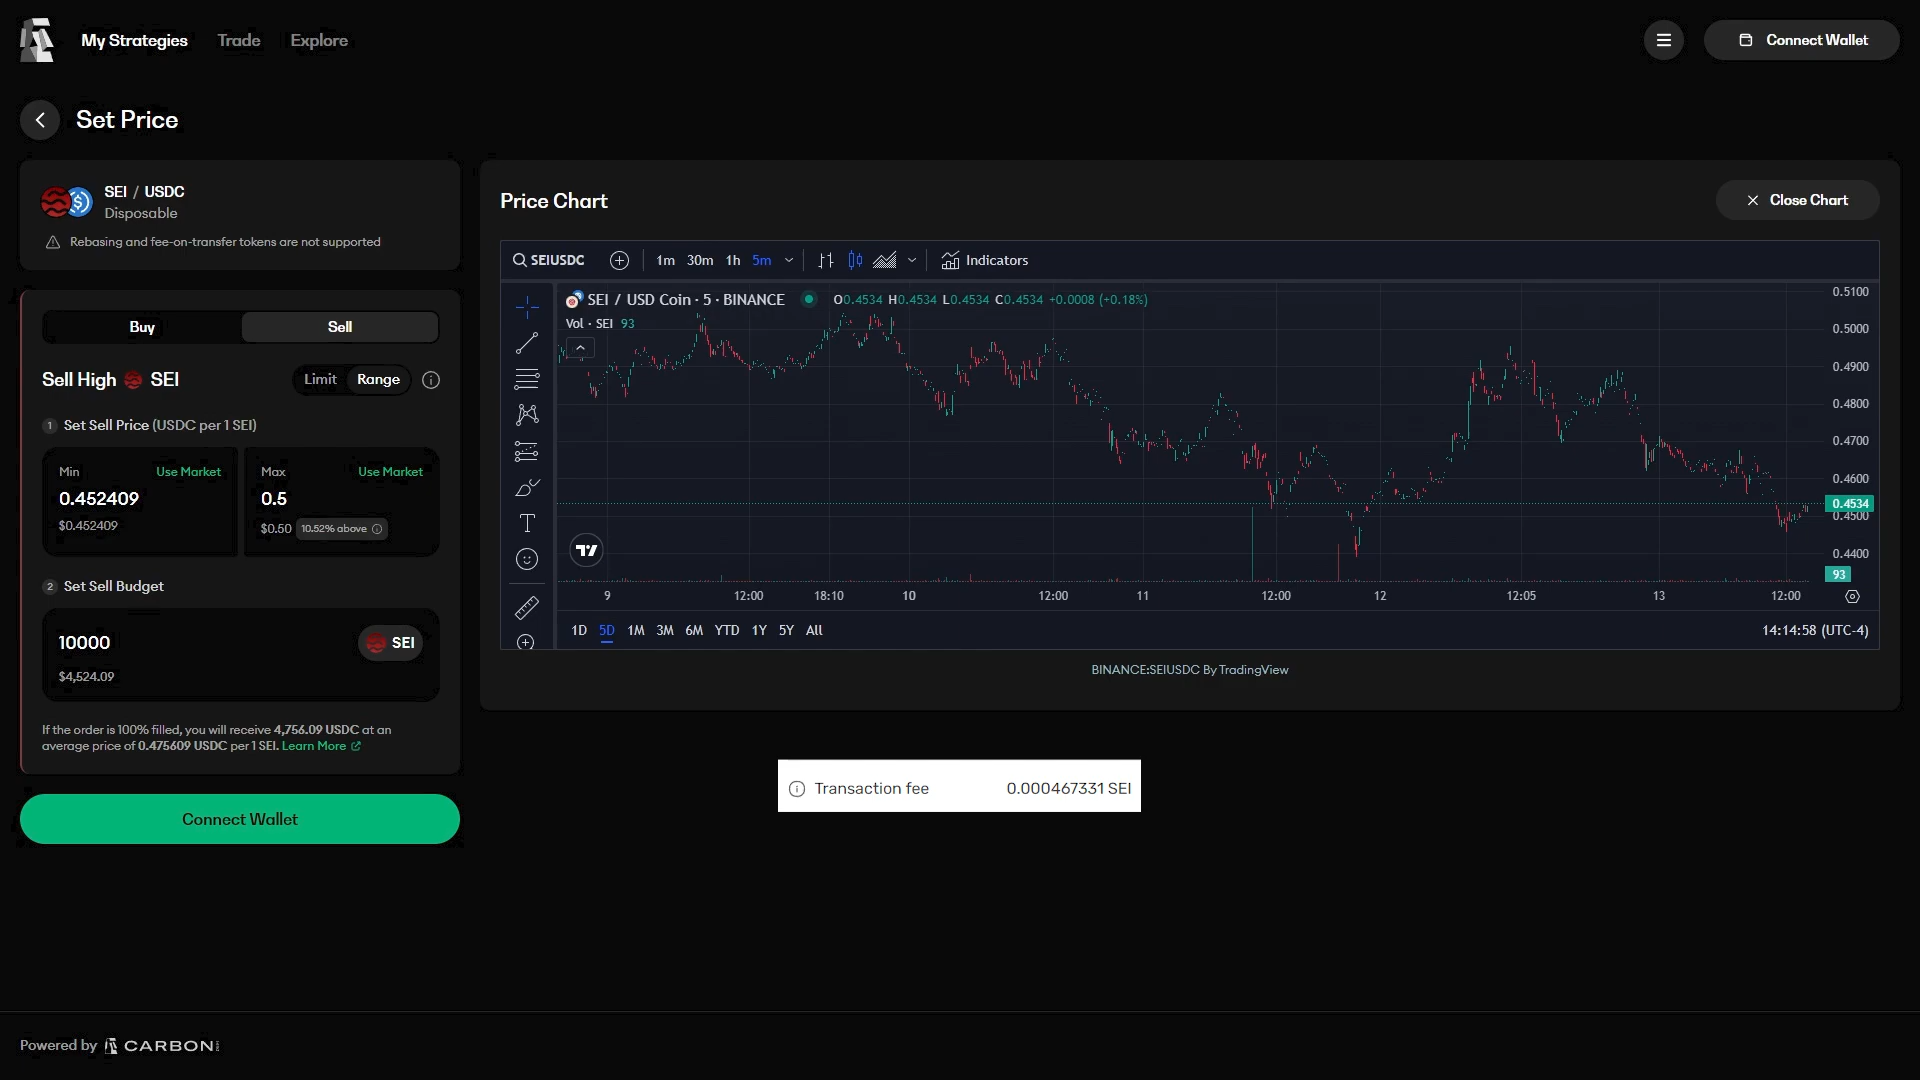 My Strategies Trade Explore
Connect Wallet
Set Price
SEI / USDC
Disposable
Rebasing and fee-on-transfer tokens are not supported
Buy Sell
Sell High SEI Limit Range
1 Set Sell Price (USDC per 1 SEI)
Min Use Market
0.452409
$0.452409
Max Use Market
0.5
$0.50 10.52% above
2 Set Sell Budget
10000 SEI
$4,524.09
If the order is 100% filled, you will receive 4,756.09 USDC at an
average price of 0.475609 USDC per 1 SEI. Learn More
Connect Wallet
Price Chart
Close Chart
SEIUSDC 1m 30m 1h 5m Indicators
SEI / USD Coin · 5 · BINANCE O0.4534 H0.4534 L0.4534 C0.4534 +0.0008 (+0.18%)
Vol · SEI 93
0.5100
0.5000
0.4900
0.4800
0.4700
0.4600
0.4534
0.4500
0.4400
93
9 12:00 18:10 10 12:00 11 12:00 12 12:05 13 12:00
1D 5D 1M 3M 6M YTD 1Y 5Y All
14:14:58 (UTC-4)
BINANCE:SEIUSDC By TradingView
Transaction fee 0.000467331 SEI
Powered by CARBON